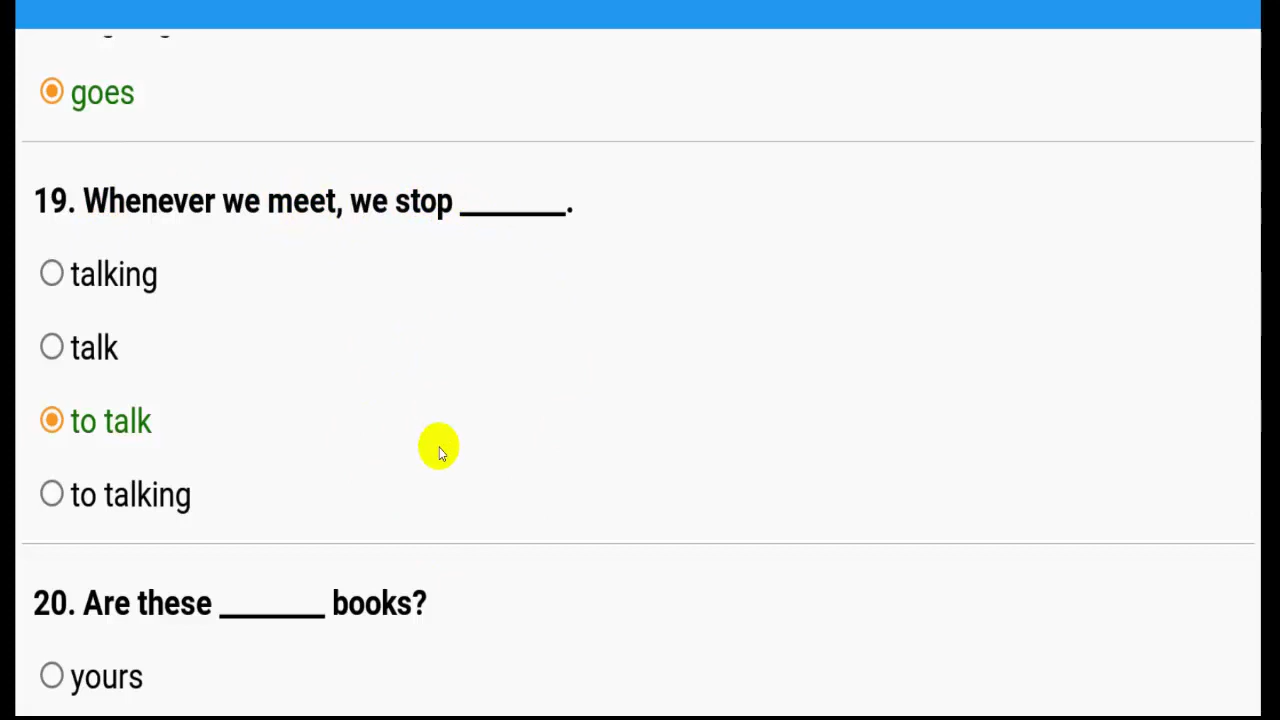 goes
19. Whenever we meet, we stop _______.
talking
talk
to talk
to talking
20. Are these _______ books?
yours